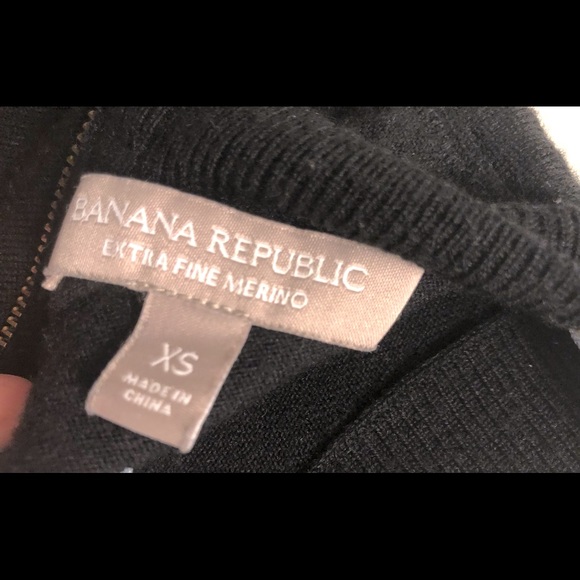 BANANA REPUBLIC
EXTRA FINE MERINO
XS
MADE IN
CHINA